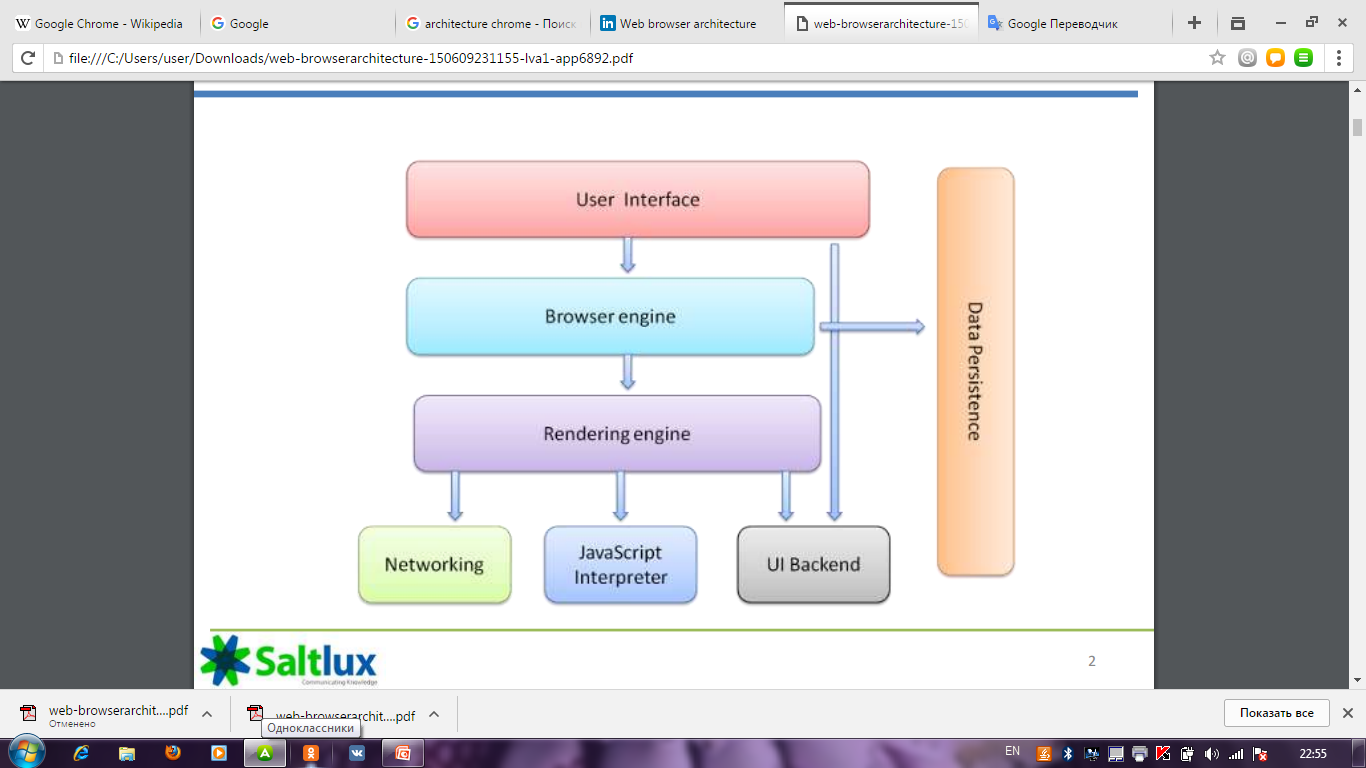 Google Chrome - Wikipedia
Google
architecture chrome - Поиск
Web browser architecture
web-browserarchitecture-150
Google Переводчик
file:///C:/Users/user/Downloads/web-browserarchitecture-150609231155-lva1-app6892.pdf
User Interface
Browser engine
Data Persistence
Rendering engine
Networking
JavaScript
Interpreter
UI Backend
Saltlux
Communicating Knowledge
2
web-browserarchit....pdf
Отменено
web-browserarchit....pdf
Одноклассники
Показать все
EN
22:55